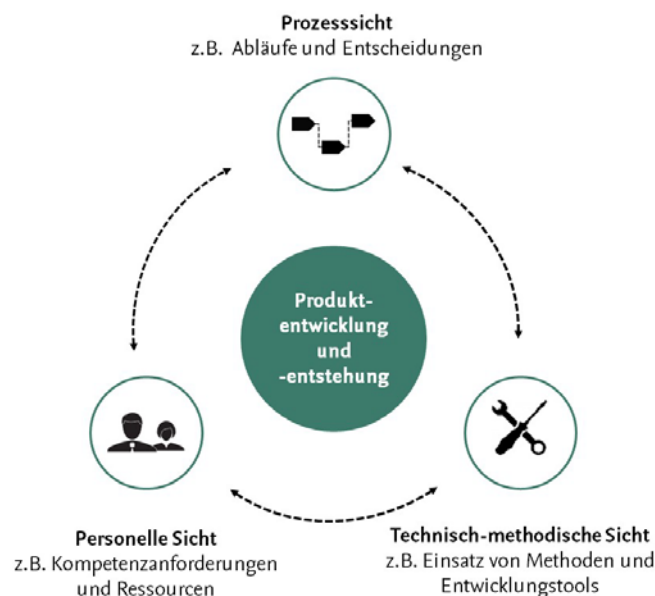 Prozesssicht
z.B. Abläufe und Entscheidungen
Produkt-
entwicklung
und
-entstehung
Personelle Sicht
z.B. Kompetenzanforderungen
und Ressourcen
Technisch-methodische Sicht
z.B. Einsatz von Methoden und
Entwicklungstools